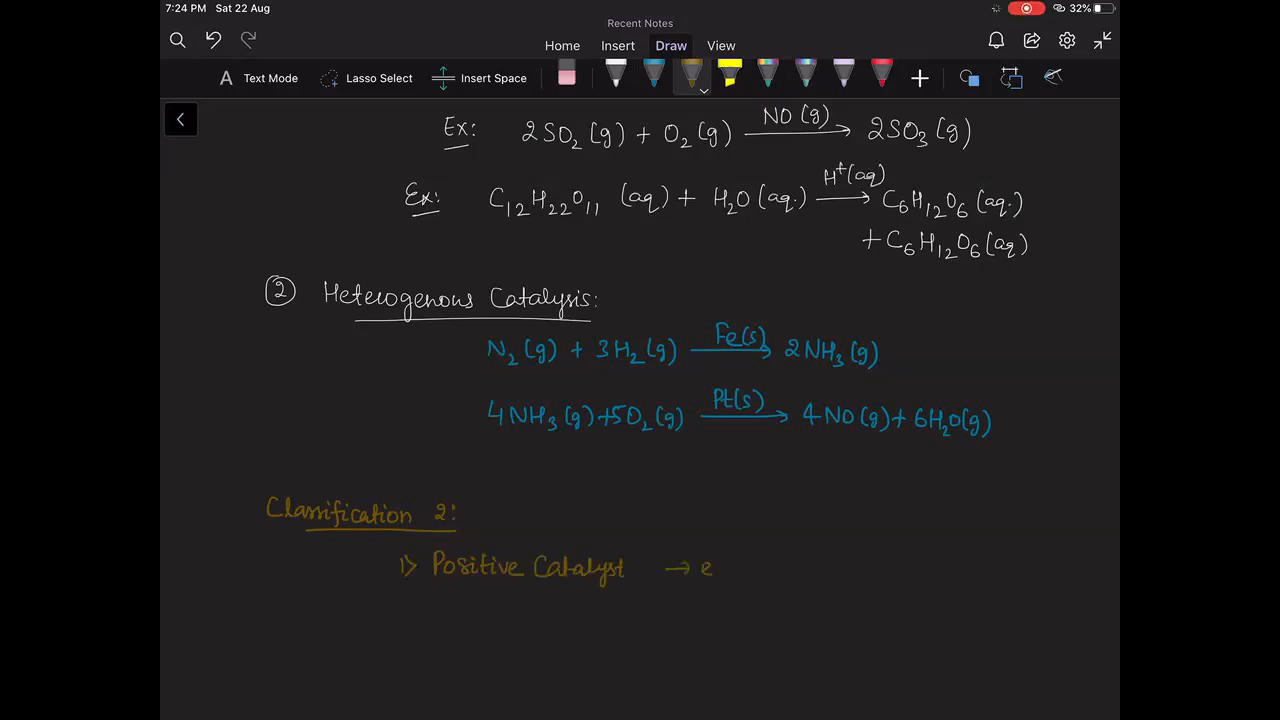 7:24 PM Sat 22 Aug 32%
Recent Notes
Home Insert Draw View
A Text Mode Lasso Select Insert Space
Ex: 2SO₂(g) + O₂(g) NO(g) → 2SO₃(g)
Ex: C₁₂H₂₂O₁₁ (aq) + H₂O(aq.) H⁺(aq) → C₆H₁₂O₆(aq.)
+ C₆H₁₂O₆(aq)
② Heterogenous Catalysis:
N₂(g) + 3H₂(g) Fe(s) → 2NH₃(g)
4NH₃(g)+5O₂(g) Pt(s) → 4NO(g)+ 6H₂O(g)
Classification 2:
1> Positive Catalyst → e